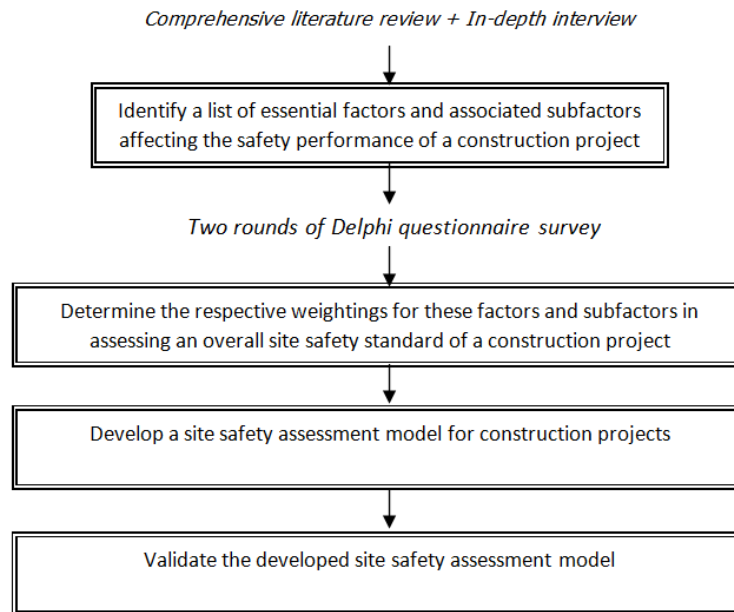 Comprehensive literature review + In-depth interview
Identify a list of essential factors and associated subfactors
affecting the safety performance of a construction project
Two rounds of Delphi questionnaire survey
Determine the respective weightings for these factors and subfactors in
assessing an overall site safety standard of a construction project
Develop a site safety assessment model for construction projects
Validate the developed site safety assessment model